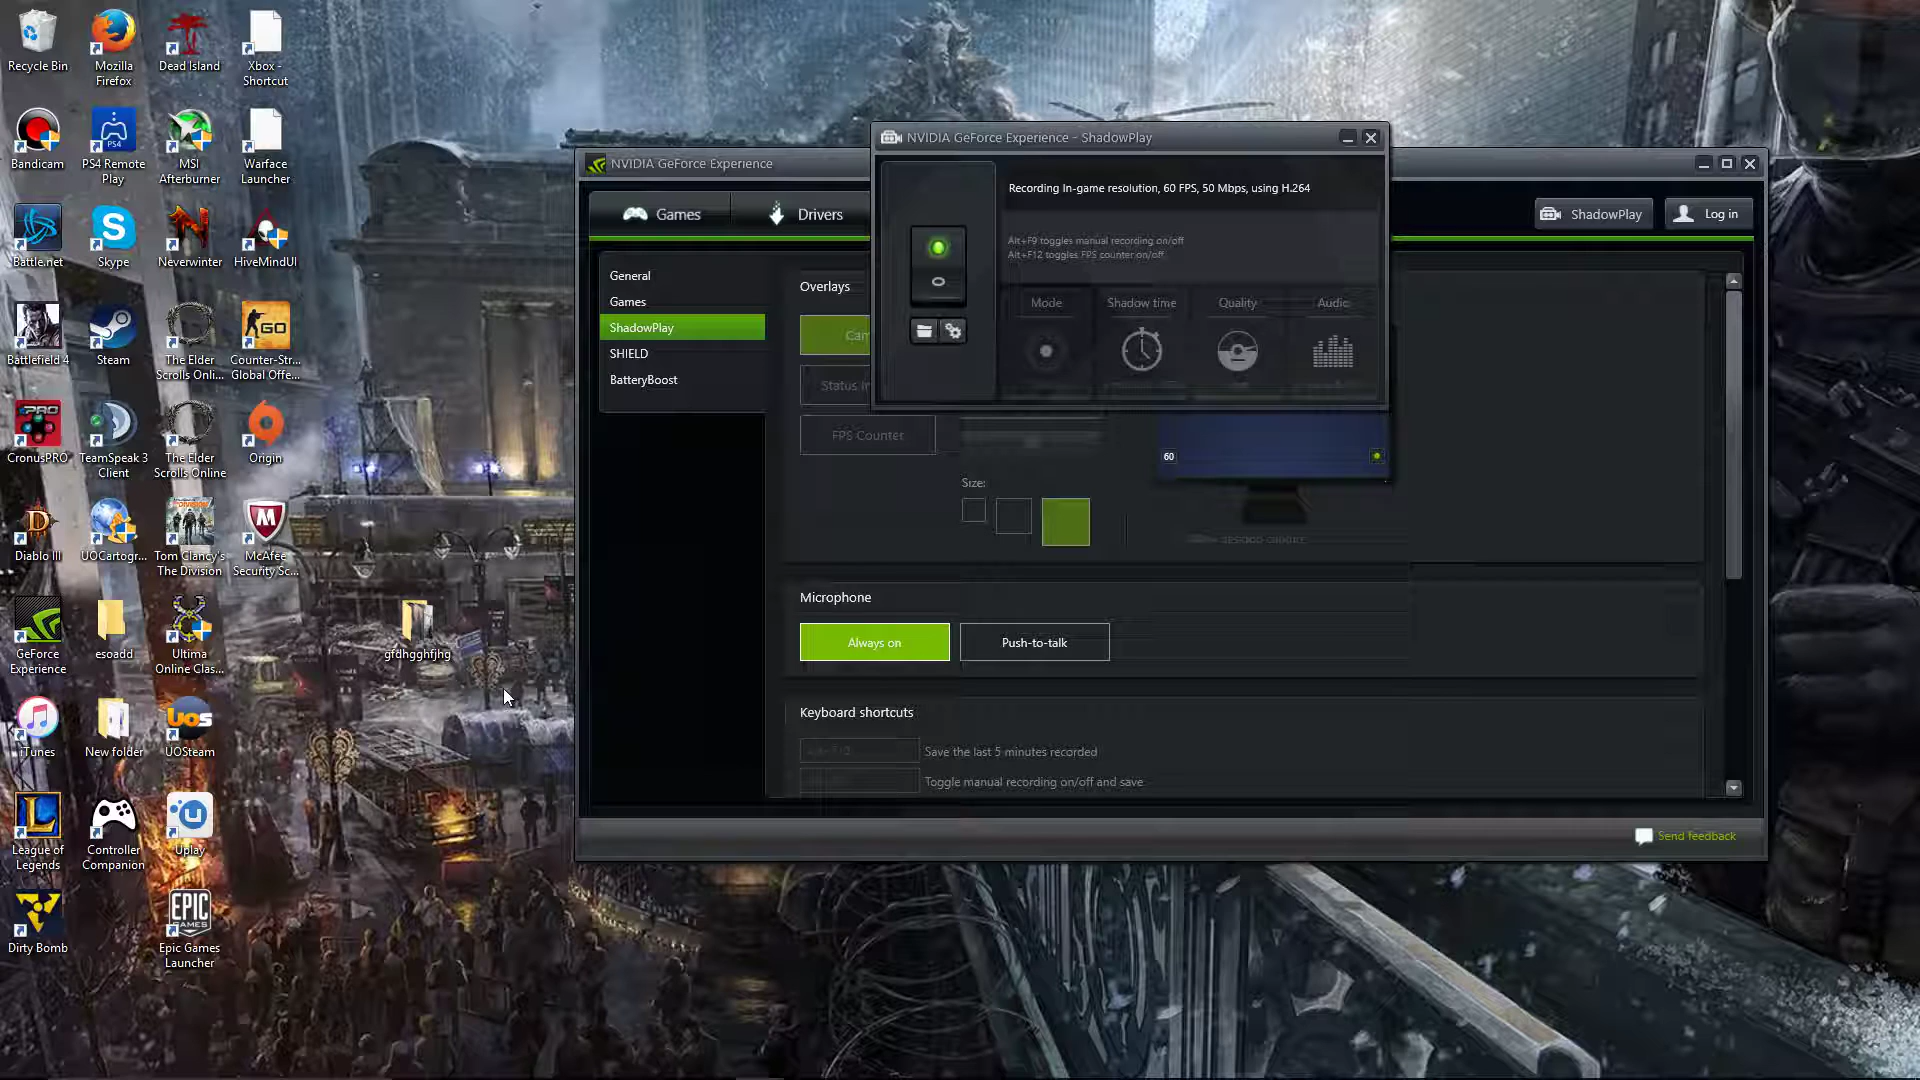 Recycle Bin
Mozilla
Firefox
Dead Island
Xbox -
Shortcut
Bandicam
PS4 Remote
Play
MSI
Afterburner
Warface
Launcher
Battle.net
Skype
Neverwinter
HiveMindUI
Battlefield 4
Steam
The Elder
Scrolls Onli...
Counter-Str...
Global Offe...
CronusPRO
TeamSpeak 3
Client
The Elder
Scrolls Online
Origin
Diablo III
UOCartogr...
Tom Clancy's
The Division
McAfee
Security Sc...
GeForce
Experience
esoadd
Ultima
Online Clas...
gfdhgghfjhg
iTunes
New folder
UOSteam
League of
Legends
Controller
Companion
Uplay
Dirty Bomb
Epic Games
Launcher
NVIDIA GeForce Experience
Games
Drivers
ShadowPlay
Log in
General
Games
ShadowPlay
SHIELD
BatteryBoost
Overlays
FPS Counter
Size:
60
Microphone
Always on
Push-to-talk
Keyboard shortcuts
Save the last 5 minutes recorded
Toggle manual recording on/off and save
Send feedback
NVIDIA GeForce Experience - ShadowPlay
Recording In-game resolution, 60 FPS, 50 Mbps, using H.264
Alt+F9 toggles manual recording on/off
Alt+F12 toggles FPS counter on/off
Mode
Shadow time
Quality
Audio